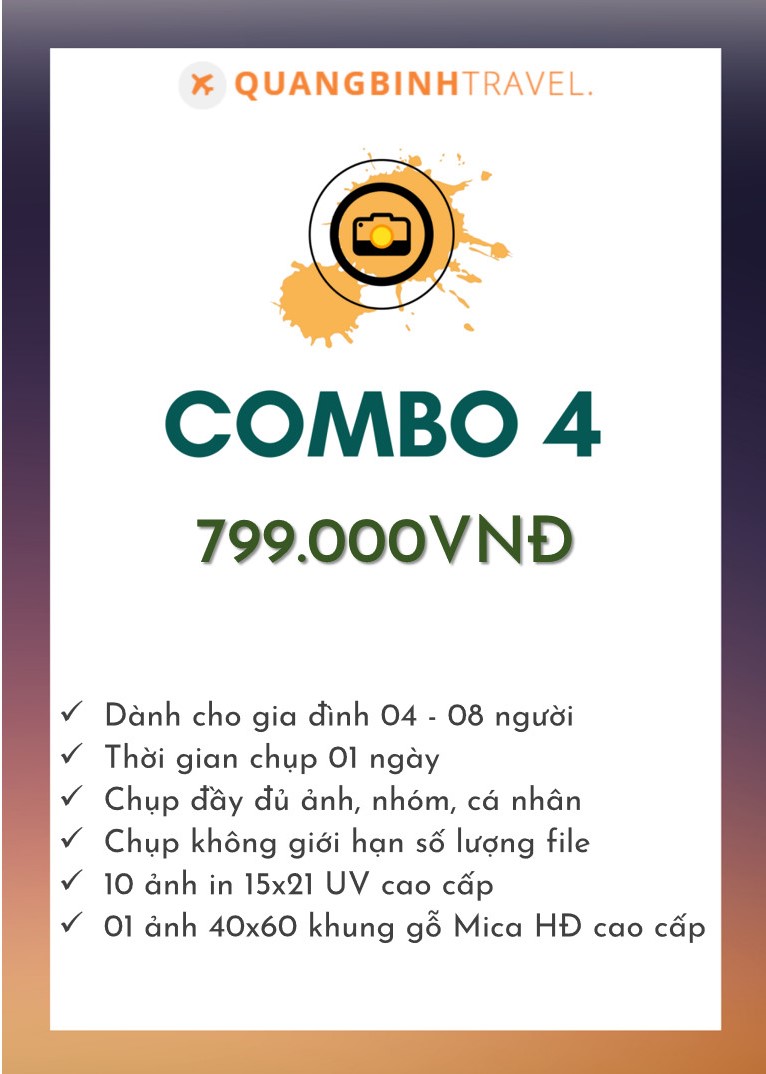 QUANGBINHTRAVEL.
COMBO 4
799.000VNĐ
✓ Dành cho gia đình 04 - 08 người
✓ Thời gian chụp 01 ngày
✓ Chụp đầy đủ ảnh, nhóm, cá nhân
✓ Chụp không giới hạn số lượng file
✓ 10 ảnh in 15x21 UV cao cấp
✓ 01 ảnh 40x60 khung gỗ Mica HĐ cao cấp